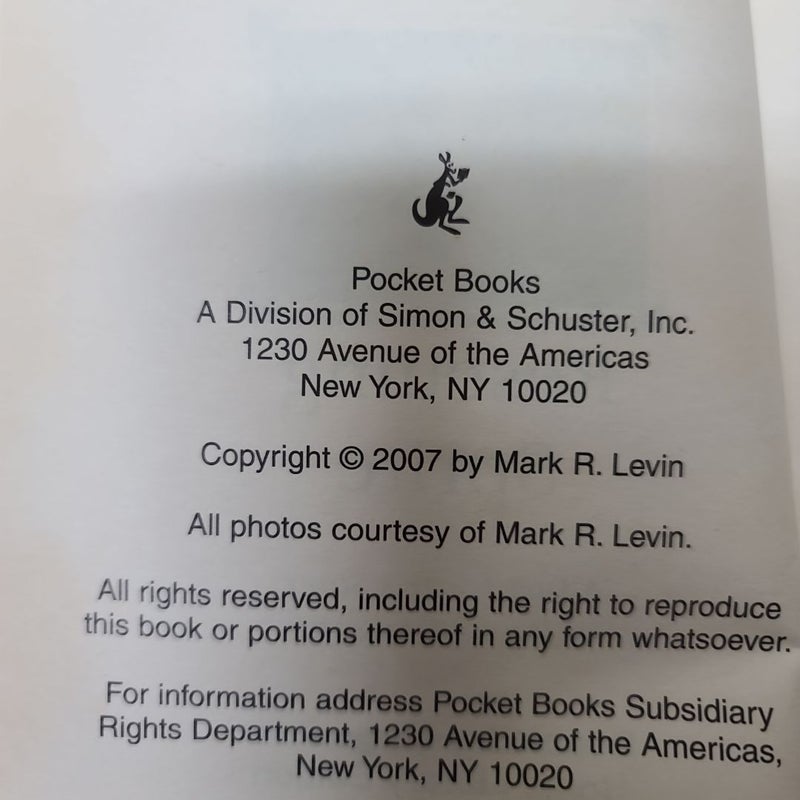 Pocket Books
A Division of Simon & Schuster, Inc.
1230 Avenue of the Americas
New York, NY 10020
Copyright © 2007 by Mark R. Levin
All photos courtesy of Mark R. Levin.
All rights reserved, including the right to reproduce
this book or portions thereof in any form whatsoever.
For information address Pocket Books Subsidiary
Rights Department, 1230 Avenue of the Americas,
New York, NY 10020